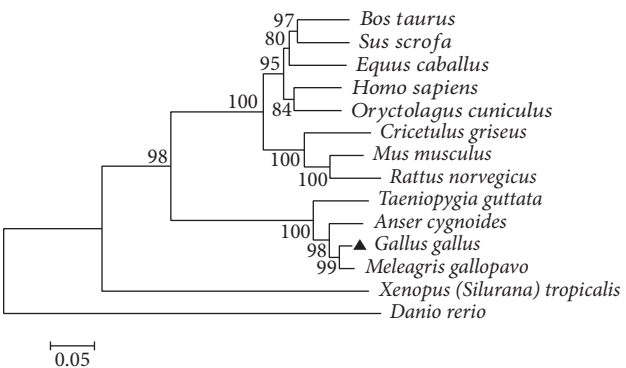 97
Bos taurus
80
Sus scrofa
95
Equus caballus
Homo sapiens
100
84
Oryctolagus cuniculus
Cricetulus griseus
98
100
Mus musculus
100
Rattus norvegicus
Taeniopygia guttata
100
Anser cygnoides
98
Gallus gallus
99
Meleagris gallopavo
Xenopus (Silurana) tropicalis
Danio rerio
0.05